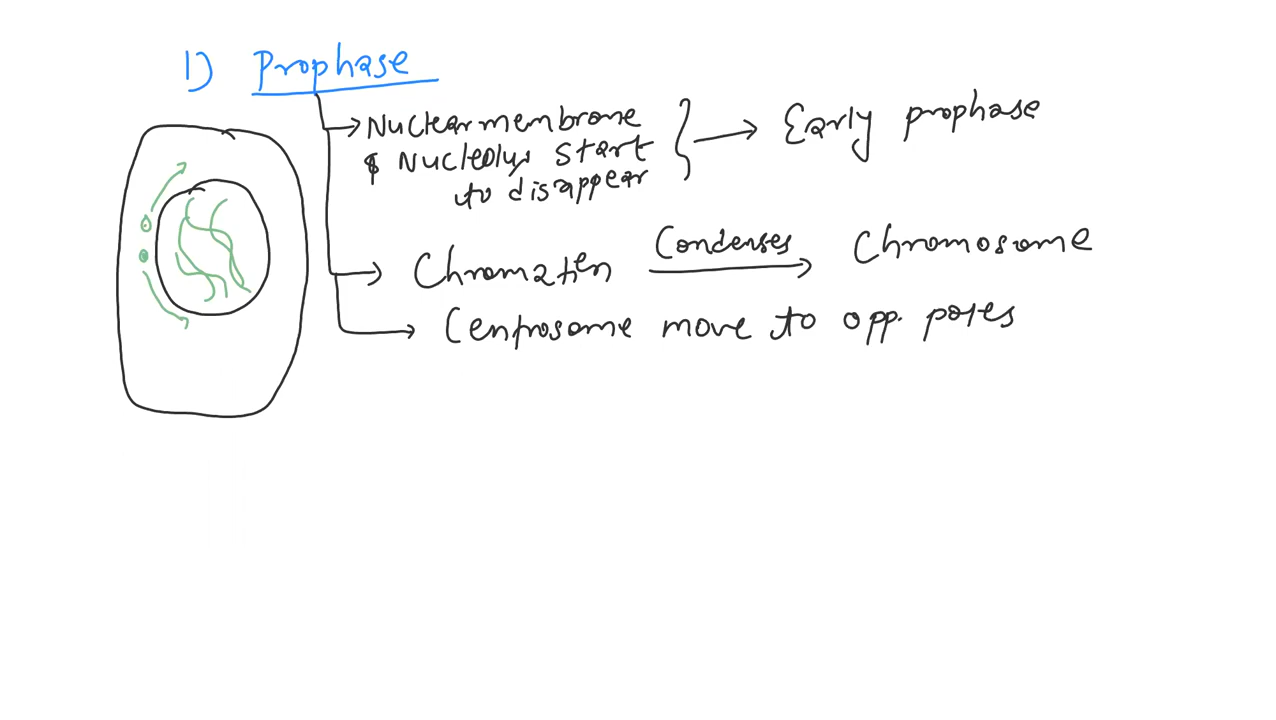 1) Prophase
Nuclear membrane
& Nucleolus start
to disappear
Early prophase
Chromatin Condenses Chromosome
Centrosome move to opp. poles